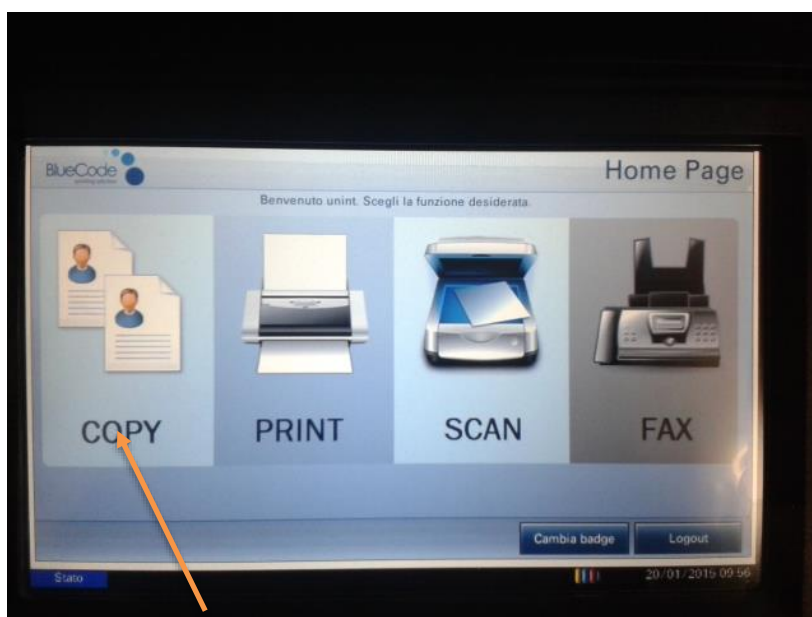 BlueCode
Home Page
Benvenuto unint. Scegli la funzione desiderata.
COPY
PRINT
SCAN
FAX
Cambia badge
Logout
Stato
20/01/2015 09:56